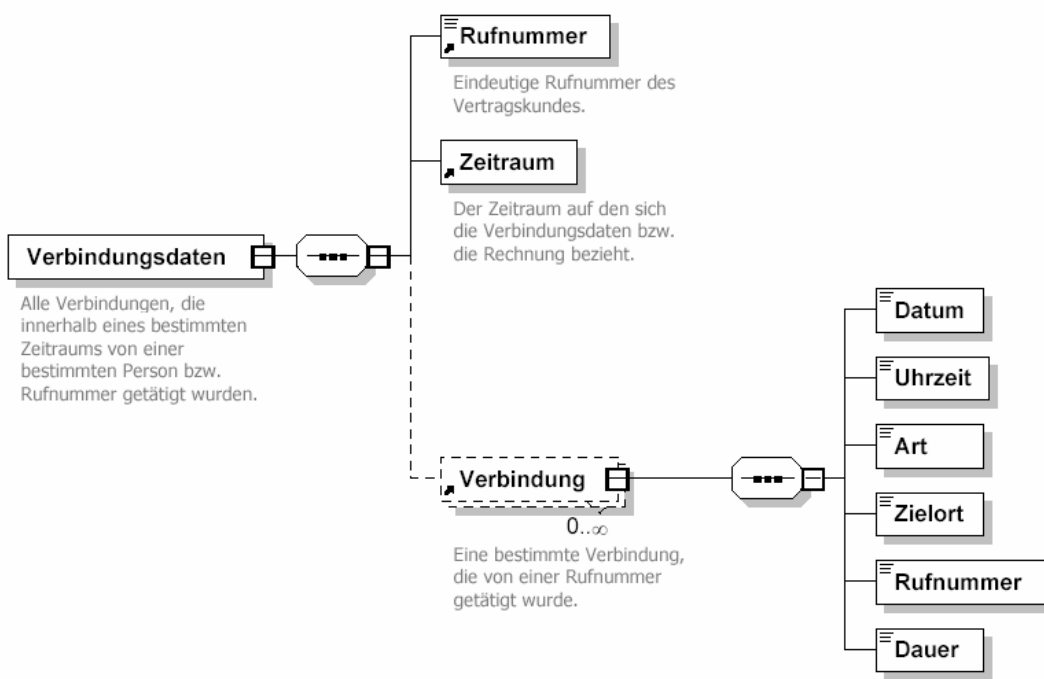 Rufnummer
Eindeutige Rufnummer des
Vertragskundes.
Zeitraum
Der Zeitraum auf den sich
die Verbindungsdaten bzw.
die Rechnung bezieht.
Verbindungsdaten
Alle Verbindungen, die
innerhalb eines bestimmten
Zeitraums von einer
bestimmten Person bzw.
Rufnummer getätigt wurden.
Verbindung
0..∞
Eine bestimmte Verbindung,
die von einer Rufnummer
getätigt wurde.
Datum
Uhrzeit
Art
Zielort
Rufnummer
Dauer